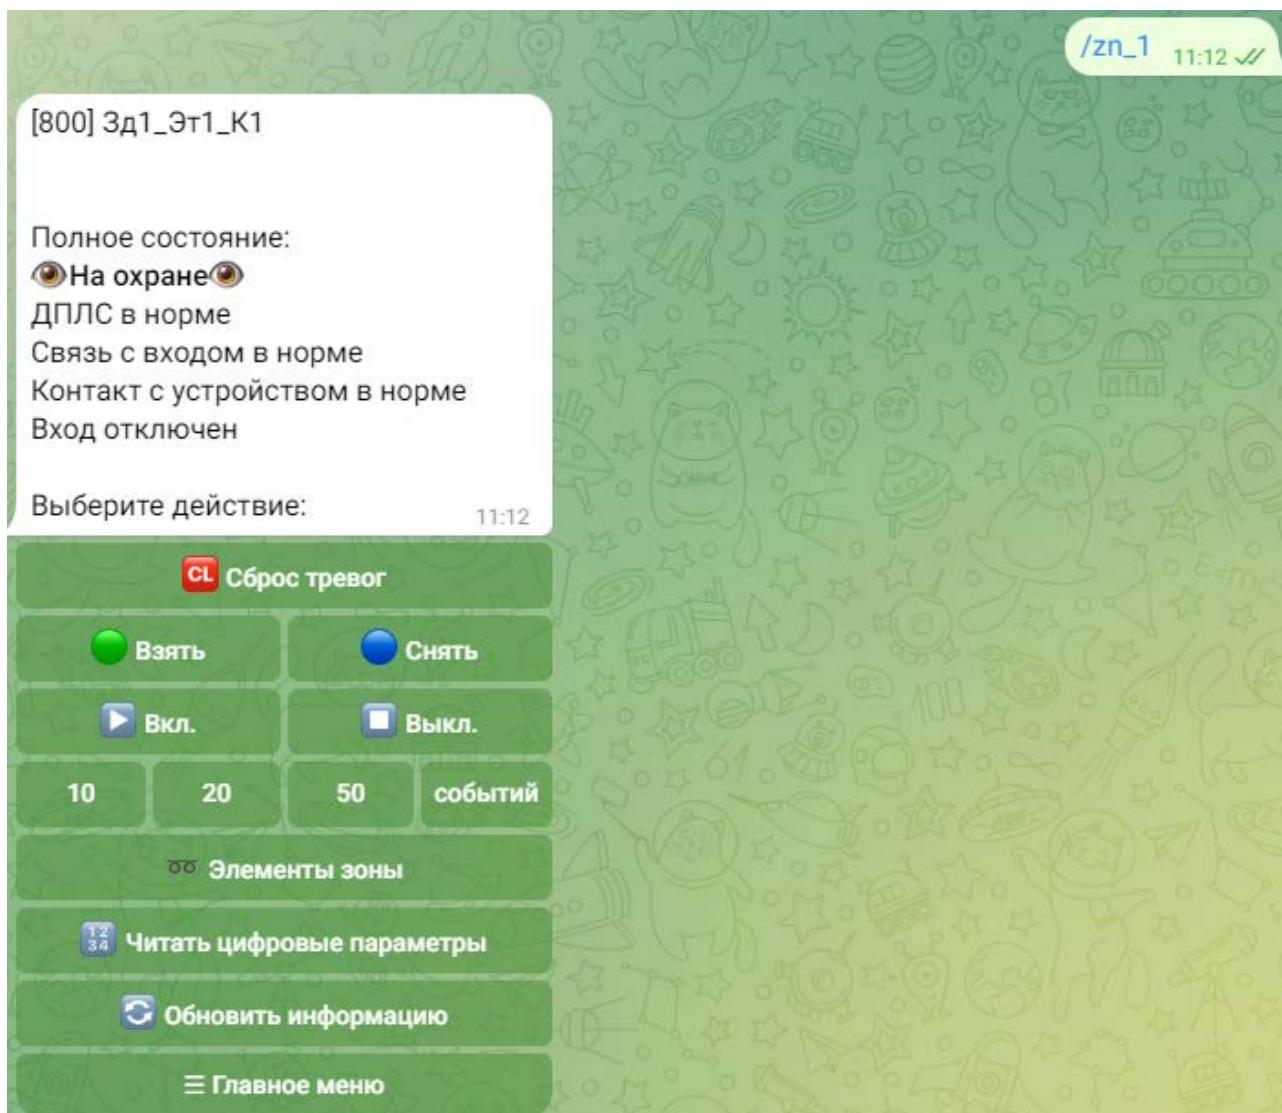 /zn_1 11:12
[800] Зд1_Эт1_К1
Полное состояние:
На охране
ДПЛС в норме
Связь с входом в норме
Контакт с устройством в норме
Вход отключен
Выберите действие: 11:12
CL Сброс тревог
Взять Снять
Вкл. Выкл.
10 20 50 событий
Элементы зоны
1234 Читать цифровые параметры
Обновить информацию
Главное меню